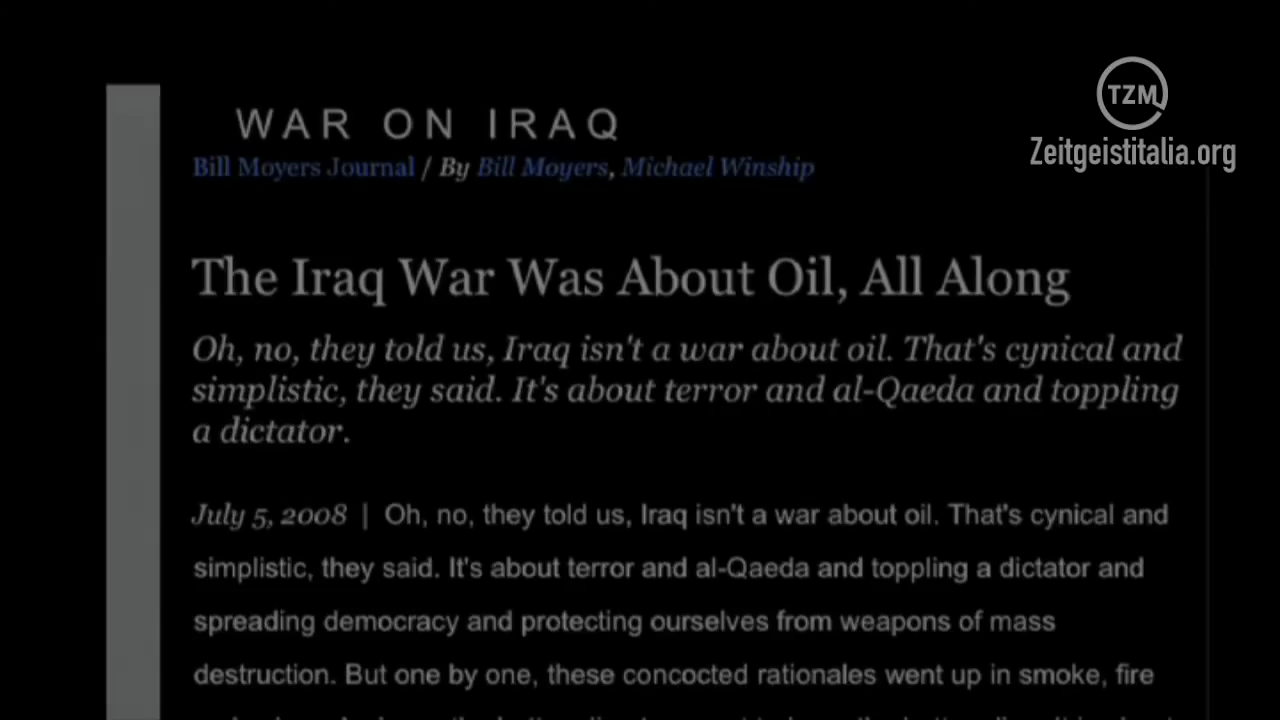 TZM
Zeitgeistitalia.org
WAR ON IRAQ
Bill Moyers Journal / By Bill Moyers, Michael Winship
The Iraq War Was About Oil, All Along
Oh, no, they told us, Iraq isn't a war about oil. That's cynical and
simplistic, they said. It's about terror and al-Qaeda and toppling
a dictator.
July 5, 2008 | Oh, no, they told us, Iraq isn't a war about oil. That's cynical and
simplistic, they said. It's about terror and al-Qaeda and toppling a dictator and
spreading democracy and protecting ourselves from weapons of mass
destruction. But one by one, these concocted rationales went up in smoke, fire